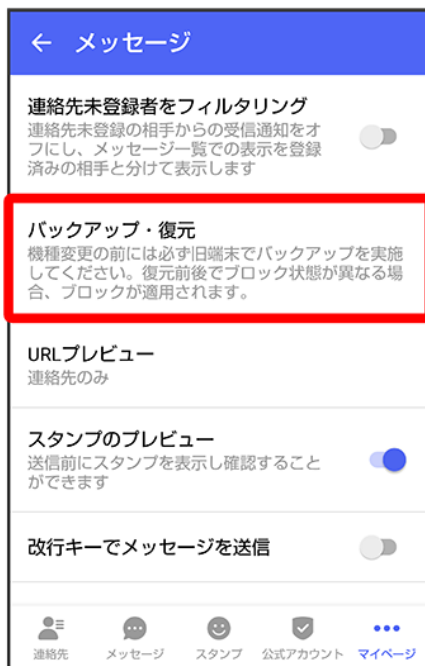 ← メッセージ
連絡先未登録者をフィルタリング
連絡先未登録の相手からの受信通知をオ
フにし、メッセージ一覧での表示を登録
済みの相手と分けて表示します
バックアップ・復元
機種変更の前には必ず旧端末でバックアップを実施
してください。復元前後でブロック状態が異なる場
合、ブロックが適用されます。
URLプレビュー
連絡先のみ
スタンプのプレビュー
送信前にスタンプを表示し確認すること
ができます
改行キーでメッセージを送信
連絡先 メッセージ スタンプ 公式アカウント マイページ